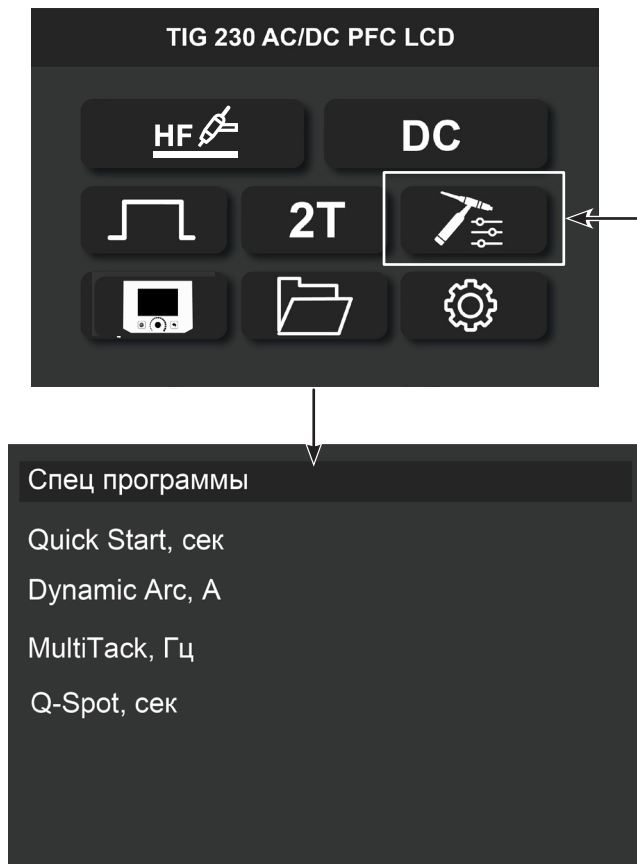 TIG 230 AC/DC PFC LCD
HF
DC
2T
Спец программы
Quick Start, сек
Dynamic Arc, А
MultiTack, Гц
Q-Spot, сек